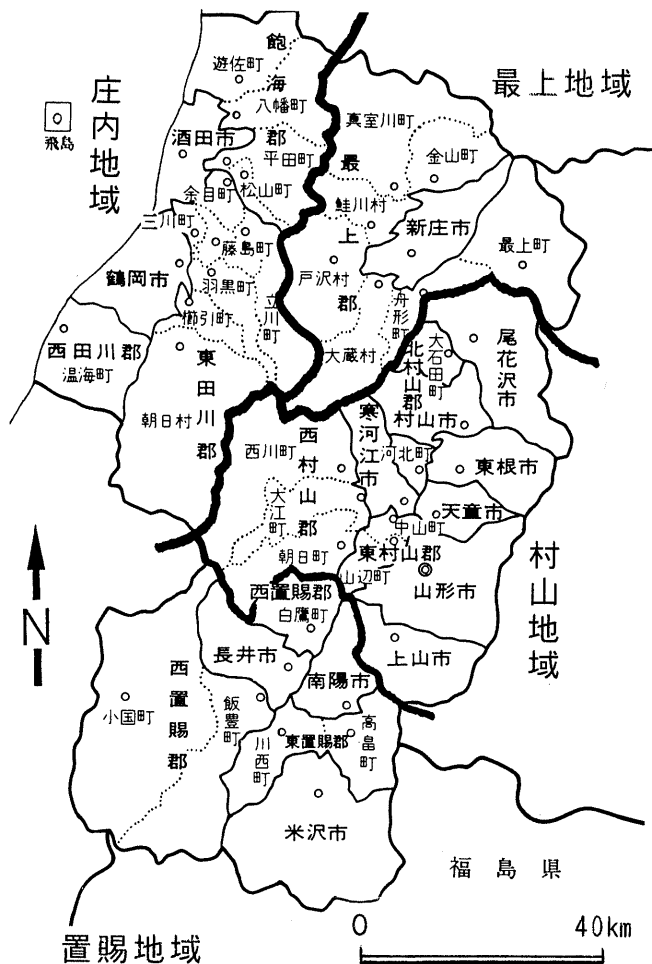 庄内地域
最上地域
村山地域
置賜地域
飛島
飽海郡
遊佐町
八幡町
酒田市
平田町
松山町
余目町
三川町
藤島町
鶴岡市
羽黒町
立川町
櫛引町
西田川郡
温海町
東田川郡
朝日村
最上郡
真室川町
金山町
鮭川村
新庄市
最上町
戸沢村
舟形町
大蔵村
尾花沢市
大石田町
北村山郡
村山市
寒河江市
河北町
東根市
西川町
西村山郡
大江町
天童市
中山町
東村山郡
朝日町
山辺町
山形市
西置賜郡
白鷹町
上山市
長井市
南陽市
西置賜郡
小国町
飯豊町
川西町
東置賜郡
高畠町
米沢市
福島県
N
0 40km